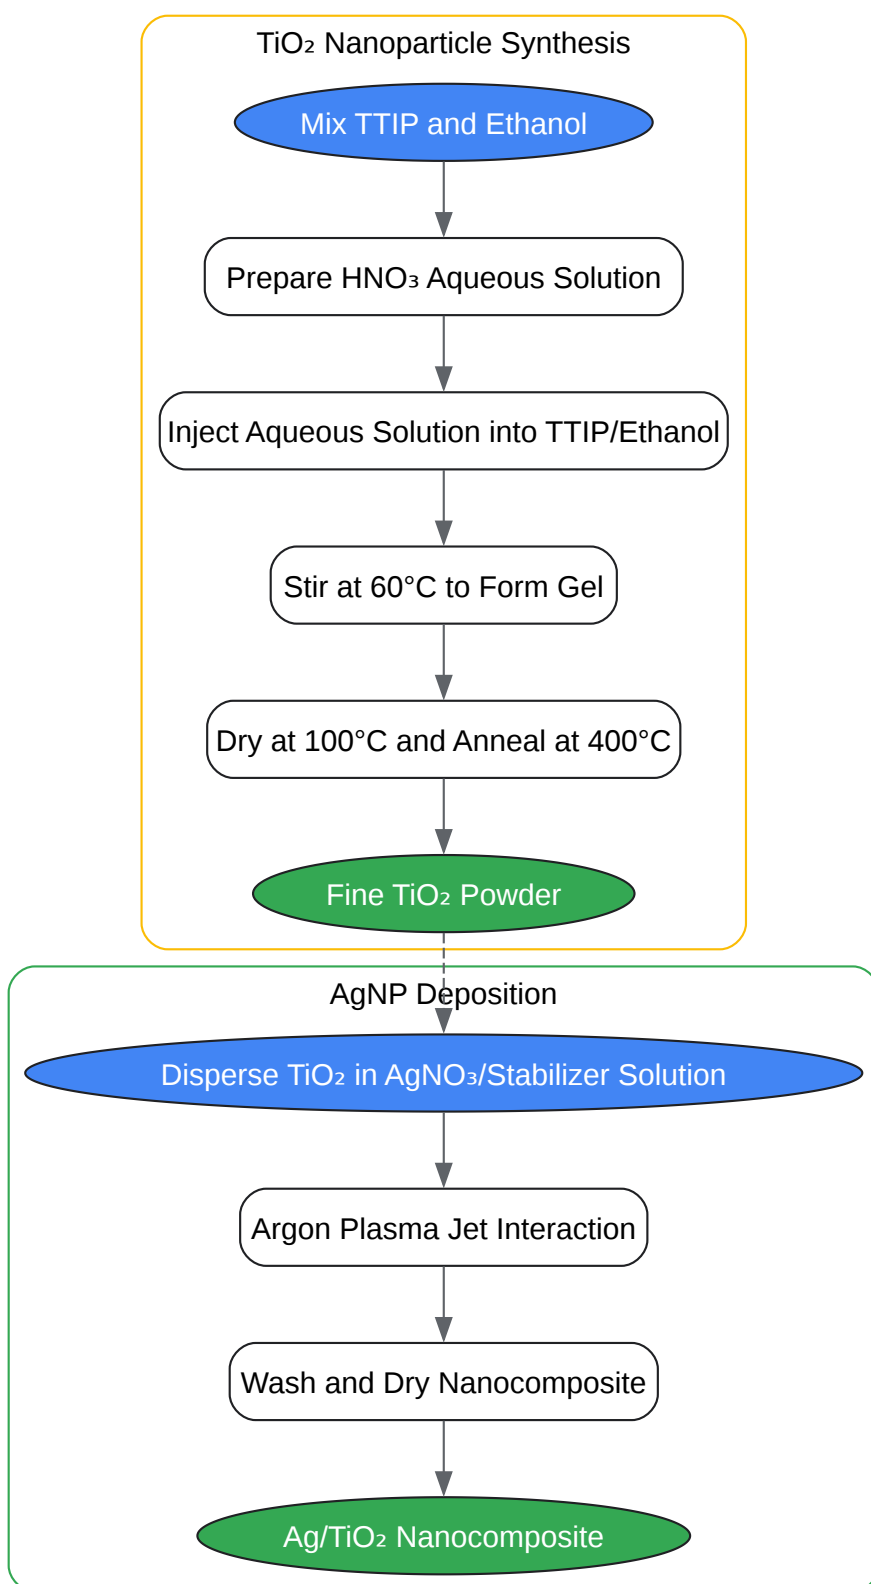 TiO₂ Nanoparticle Synthesis
Mix TTIP and Ethanol
Prepare HNO₃ Aqueous Solution
Inject Aqueous Solution into TTIP/Ethanol
Stir at 60°C to Form Gel
Dry at 100°C and Anneal at 400°C
Fine TiO₂ Powder
AgNP Deposition
Disperse TiO₂ in AgNO₃/Stabilizer Solution
Argon Plasma Jet Interaction
Wash and Dry Nanocomposite
Ag/TiO₂ Nanocomposite